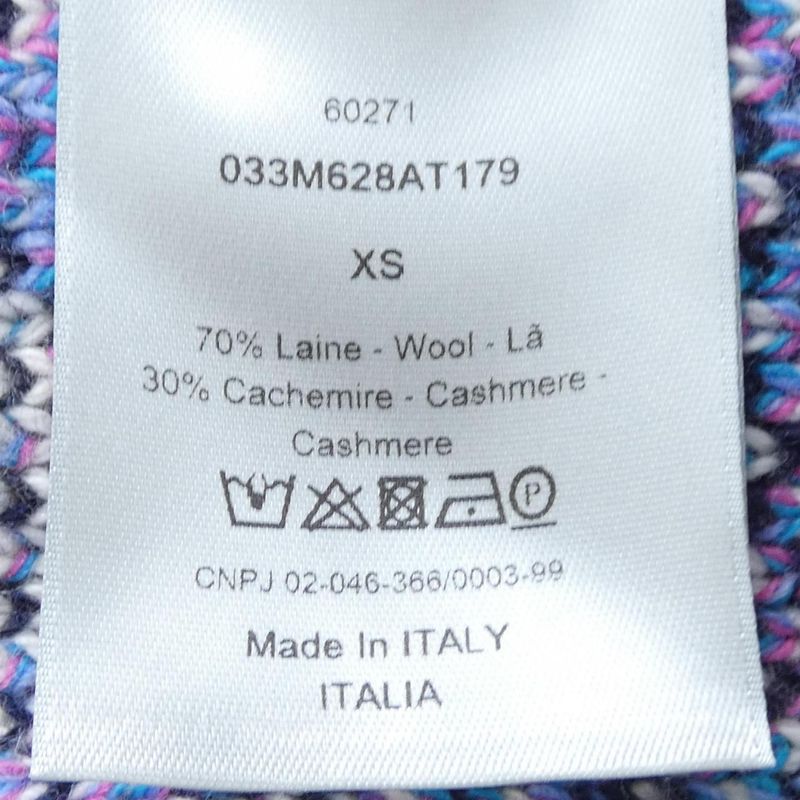 60271
033M628AT179
XS
70% Laine - Wool - Lã
30% Cachemire - Cashmere -
Cashmere
P
CNPJ 02-046-366/0003-99
Made In ITALY
ITALIA